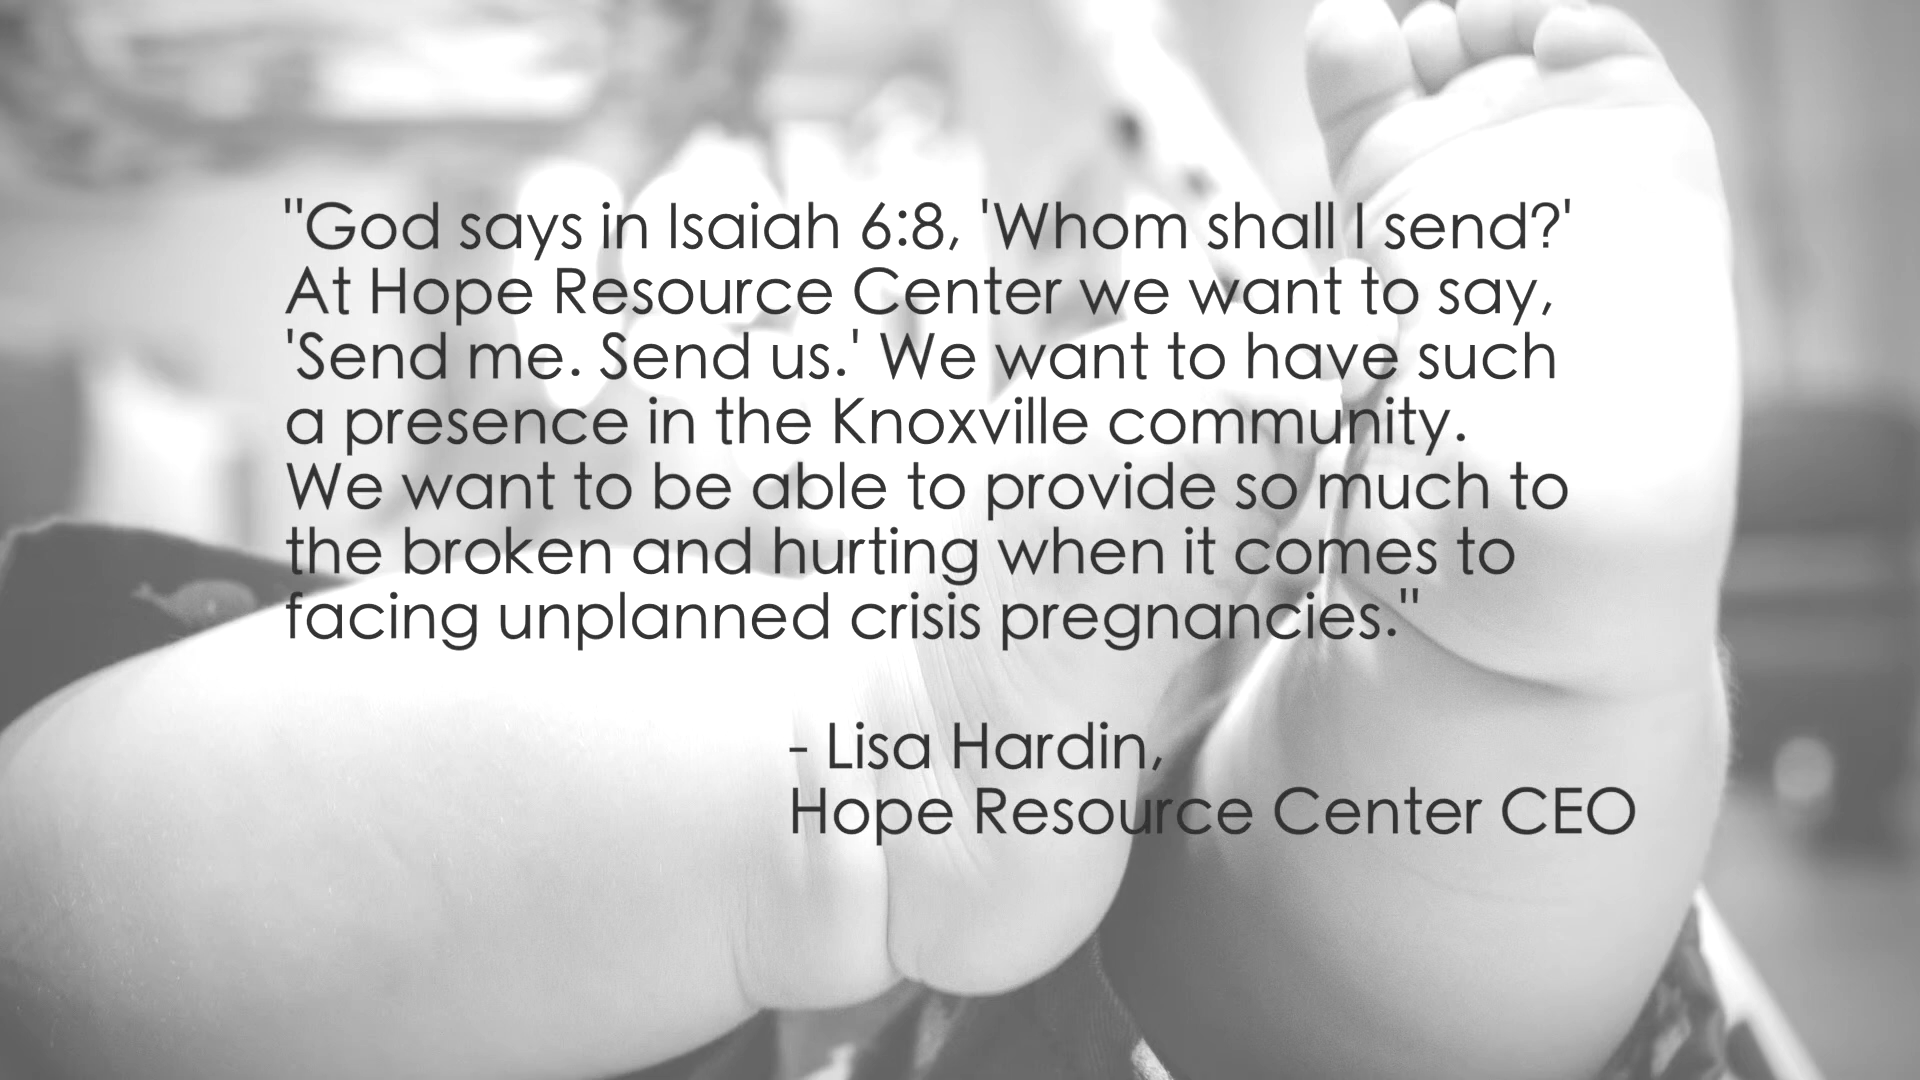 "God says in Isaiah 6:8, 'Whom shall I send?'
At Hope Resource Center we want to say,
'Send me. Send us.' We want to have such
a presence in the Knoxville community.
We want to be able to provide so much to
the broken and hurting when it comes to
facing unplanned crisis pregnancies."
- Lisa Hardin,
Hope Resource Center CEO